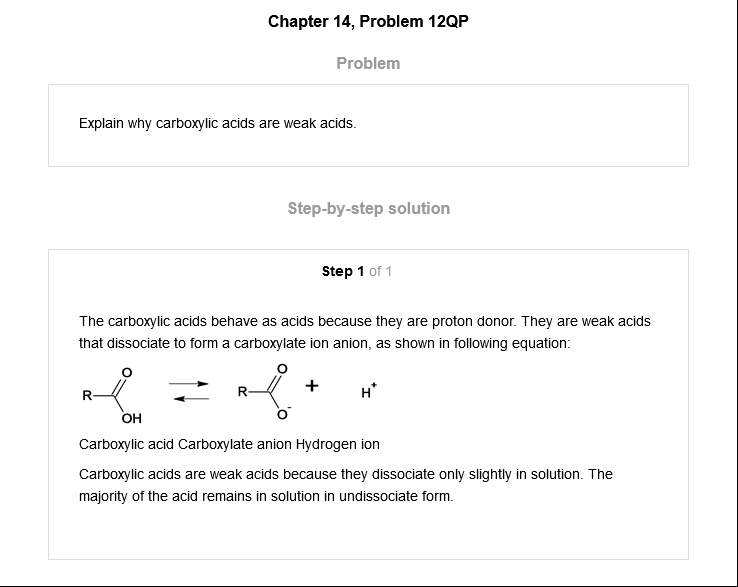 Chapter 14, Problem 12QP
Problem
Explain why carboxylic acids are weak acids.
Step-by-step solution
Step 1 of 1
The carboxylic acids behave as acids because they are proton donor. They are weak acids
that dissociate to form a carboxylate ion anion, as shown in following equation:
O O
R R + H⁺
OH O⁻
Carboxylic acid Carboxylate anion Hydrogen ion
Carboxylic acids are weak acids because they dissociate only slightly in solution. The
majority of the acid remains in solution in undissociate form.